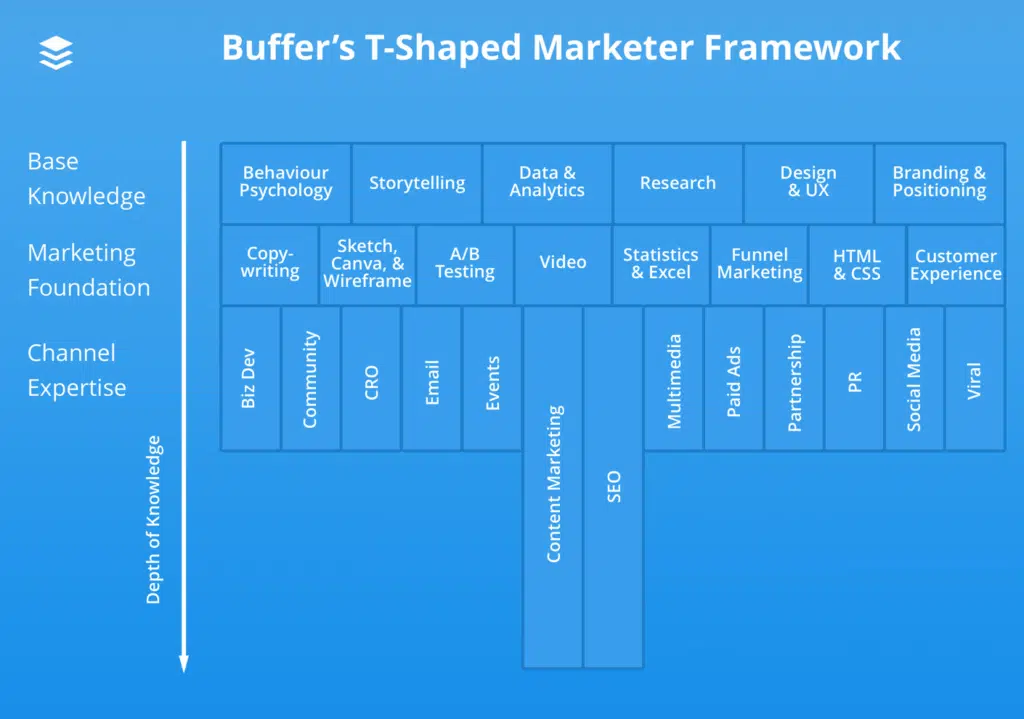 Buffer’s T-Shaped Marketer Framework
Base
Knowledge
Behaviour
Psychology
Storytelling
Data &
Analytics
Research
Design
& UX
Branding &
Positioning
Marketing
Foundation
Copy-
writing
Sketch,
Canva, &
Wireframe
A/B
Testing
Video
Statistics
& Excel
Funnel
Marketing
HTML
& CSS
Customer
Experience
Channel
Expertise
Biz Dev
Community
CRO
Email
Events
Content Marketing
SEO
Multimedia
Paid Ads
Partnership
PR
Social Media
Viral
Depth of Knowledge